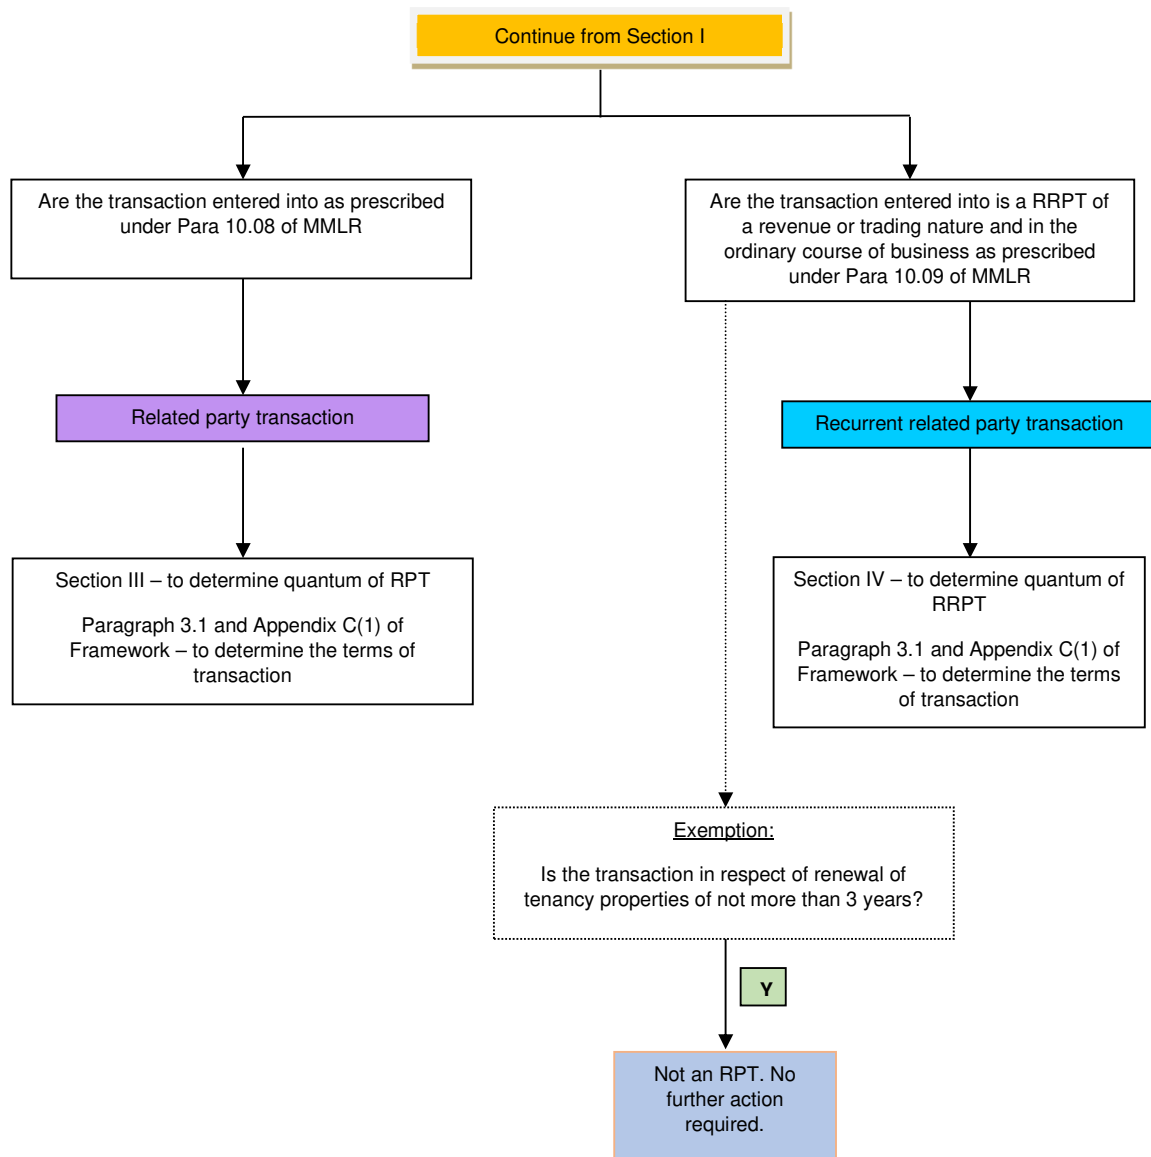 Continue from Section I
Are the transaction entered into as prescribed
under Para 10.08 of MMLR
Are the transaction entered into is a RRPT of
a revenue or trading nature and in the
ordinary course of business as prescribed
under Para 10.09 of MMLR
Related party transaction
Recurrent related party transaction
Section III – to determine quantum of RPT
Paragraph 3.1 and Appendix C(1) of
Framework – to determine the terms of
transaction
Section IV – to determine quantum of
RRPT
Paragraph 3.1 and Appendix C(1) of
Framework – to determine the terms
of transaction
Exemption:
Is the transaction in respect of renewal of
tenancy properties of not more than 3 years?
Y
Not an RPT. No
further action
required.